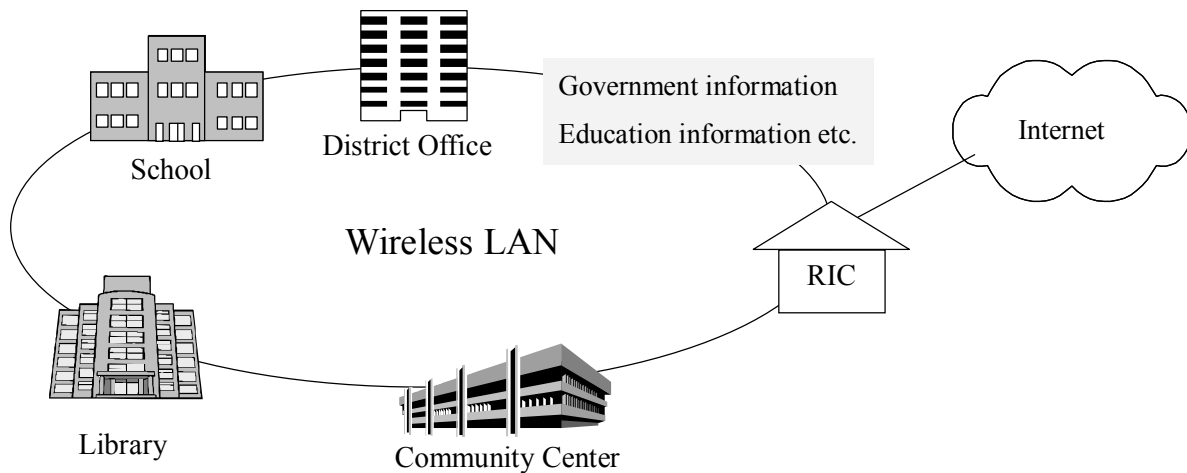 Government information
Education information etc.
Internet
District Office
School
Wireless LAN
RIC
Library
Community Center